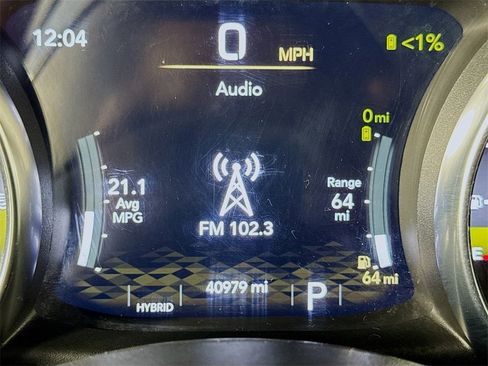 12:04
0 MPH
<1%
Audio
0 mi
21.1
Avg
MPG
Range
64
mi
FM 102.3
64 mi
HYBRID
40979 mi
P
E
E